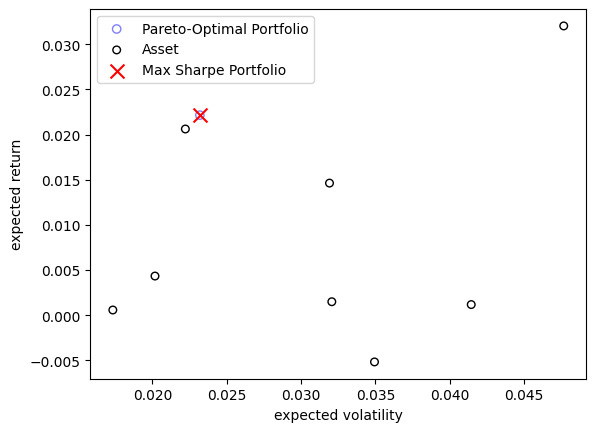 Pareto-Optimal Portfolio
Asset
Max Sharpe Portfolio
0.030
0.025
0.020
0.015
0.010
0.005
0.000
−0.005
expected return
0.020 0.025 0.030 0.035 0.040 0.045
expected volatility